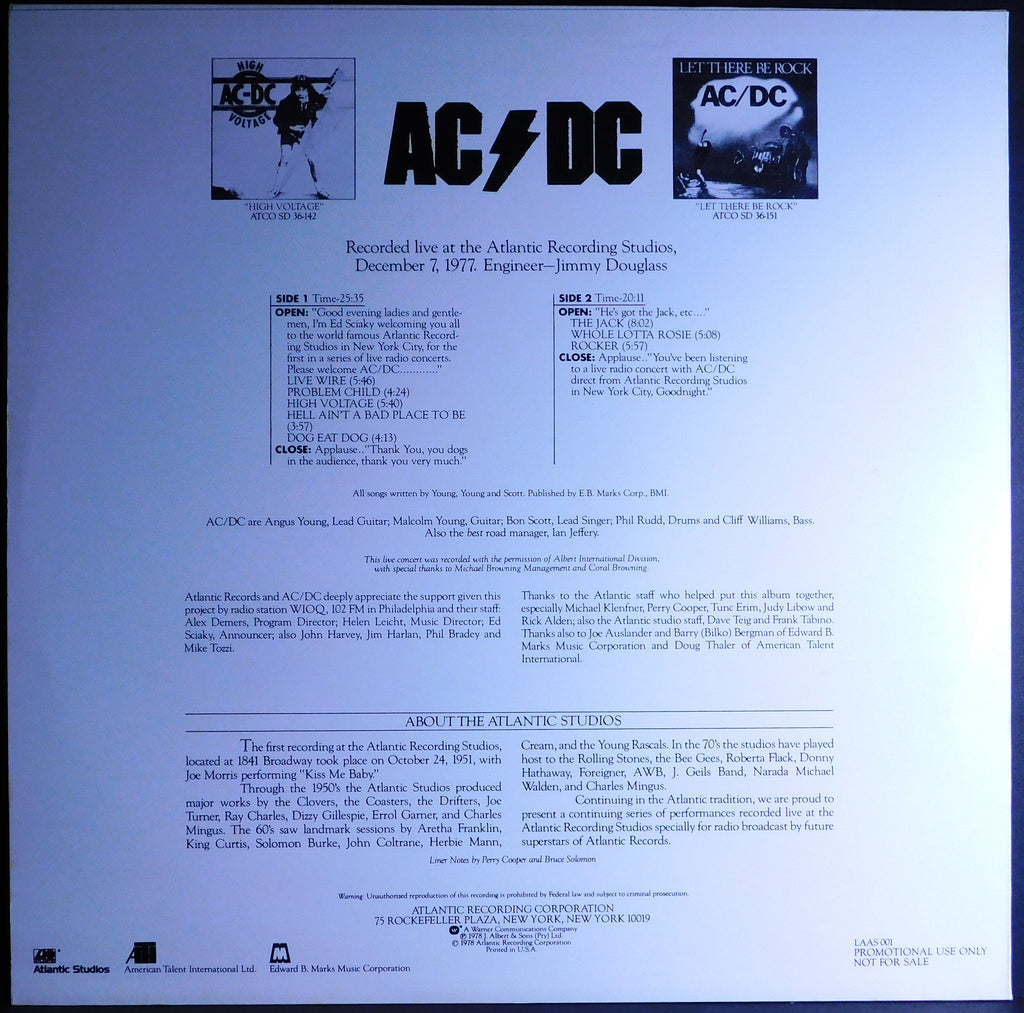 HIGH
AC-DC
VOLTAGE
"HIGH VOLTAGE"
ATCO SD 36-142
AC/DC
LET THERE BE ROCK
AC/DC
"LET THERE BE ROCK"
ATCO SD 36-151
Recorded live at the Atlantic Recording Studios,
December 7, 1977. Engineer—Jimmy Douglass
SIDE 1 Time-25:35
OPEN: "Good evening ladies and gentle-
men, I'm Ed Sciaky welcoming you all
to the world famous Atlantic Record-
ing Studios in New York City, for the
first in a series of live radio concerts.
Please welcome AC/DC............"
LIVE WIRE (5:46)
PROBLEM CHILD (4:24)
HIGH VOLTAGE (5:40)
HELL AIN'T A BAD PLACE TO BE
(3:57)
DOG EAT DOG (4:13)
CLOSE: Applause.."Thank You, you dogs
in the audience, thank you very much."
SIDE 2 Time-20:11
OPEN: "He's got the Jack, etc...."
THE JACK (8:02)
WHOLE LOTTA ROSIE (5:08)
ROCKER (5:57)
CLOSE: Applause.."You've been listening
to a live radio concert with AC/DC
direct from Atlantic Recording Studios
in New York City, Goodnight."
All songs written by Young, Young and Scott. Published by E.B. Marks Corp., BMI.
AC/DC are Angus Young, Lead Guitar; Malcolm Young, Guitar; Bon Scott, Lead Singer; Phil Rudd, Drums and Cliff Williams, Bass.
Also the best road manager, Ian Jeffery.
This live concert was recorded with the permission of Albert International Division,
with special thanks to Michael Browning Management and Coral Browning.
Atlantic Records and AC/DC deeply appreciate the support given this
project by radio station WIOQ, 102 FM in Philadelphia and their staff:
Alex Demers, Program Director; Helen Leicht, Music Director; Ed
Sciaky, Announcer; also John Harvey, Jim Harlan, Phil Bradey and
Mike Tozzi.
Thanks to the Atlantic staff who helped put this album together,
especially Michael Klenfner, Perry Cooper, Tunc Erim, Judy Libow and
Rick Alden; also the Atlantic studio staff, Dave Teig and Frank Tabino.
Thanks also to Joe Auslander and Barry (Bilko) Bergman of Edward B.
Marks Music Corporation and Doug Thaler of American Talent
International.
ABOUT THE ATLANTIC STUDIOS
The first recording at the Atlantic Recording Studios,
located at 1841 Broadway took place on October 24, 1951, with
Joe Morris performing "Kiss Me Baby."
Through the 1950's the Atlantic Studios produced
major works by the Clovers, the Coasters, the Drifters, Joe
Turner, Ray Charles, Dizzy Gillespie, Errol Garner, and Charles
Mingus. The 60's saw landmark sessions by Aretha Franklin,
King Curtis, Solomon Burke, John Coltrane, Herbie Mann,
Cream, and the Young Rascals. In the 70's the studios have played
host to the Rolling Stones, the Bee Gees, Roberta Flack, Donny
Hathaway, Foreigner, AWB, J. Geils Band, Narada Michael
Walden, and Charles Mingus.
Continuing in the Atlantic tradition, we are proud to
present a continuing series of performances recorded live at the
Atlantic Recording Studios specially for radio broadcast by future
superstars of Atlantic Records.
Liner Notes by Perry Cooper and Bruce Solomon
Warning: Unauthorized reproduction of this recording is prohibited by Federal law and subject to criminal prosecution.
ATLANTIC RECORDING CORPORATION
75 ROCKEFELLER PLAZA, NEW YORK, NEW YORK 10019
A Warner Communications Company
℗ 1978 J. Albert & Sons (Pty) Ltd.
© 1978 Atlantic Recording Corporation
Printed in U.S.A.
Atlantic Studios
ATI
American Talent International Ltd.
M
Edward B. Marks Music Corporation
LAAS 001
PROMOTIONAL USE ONLY
NOT FOR SALE